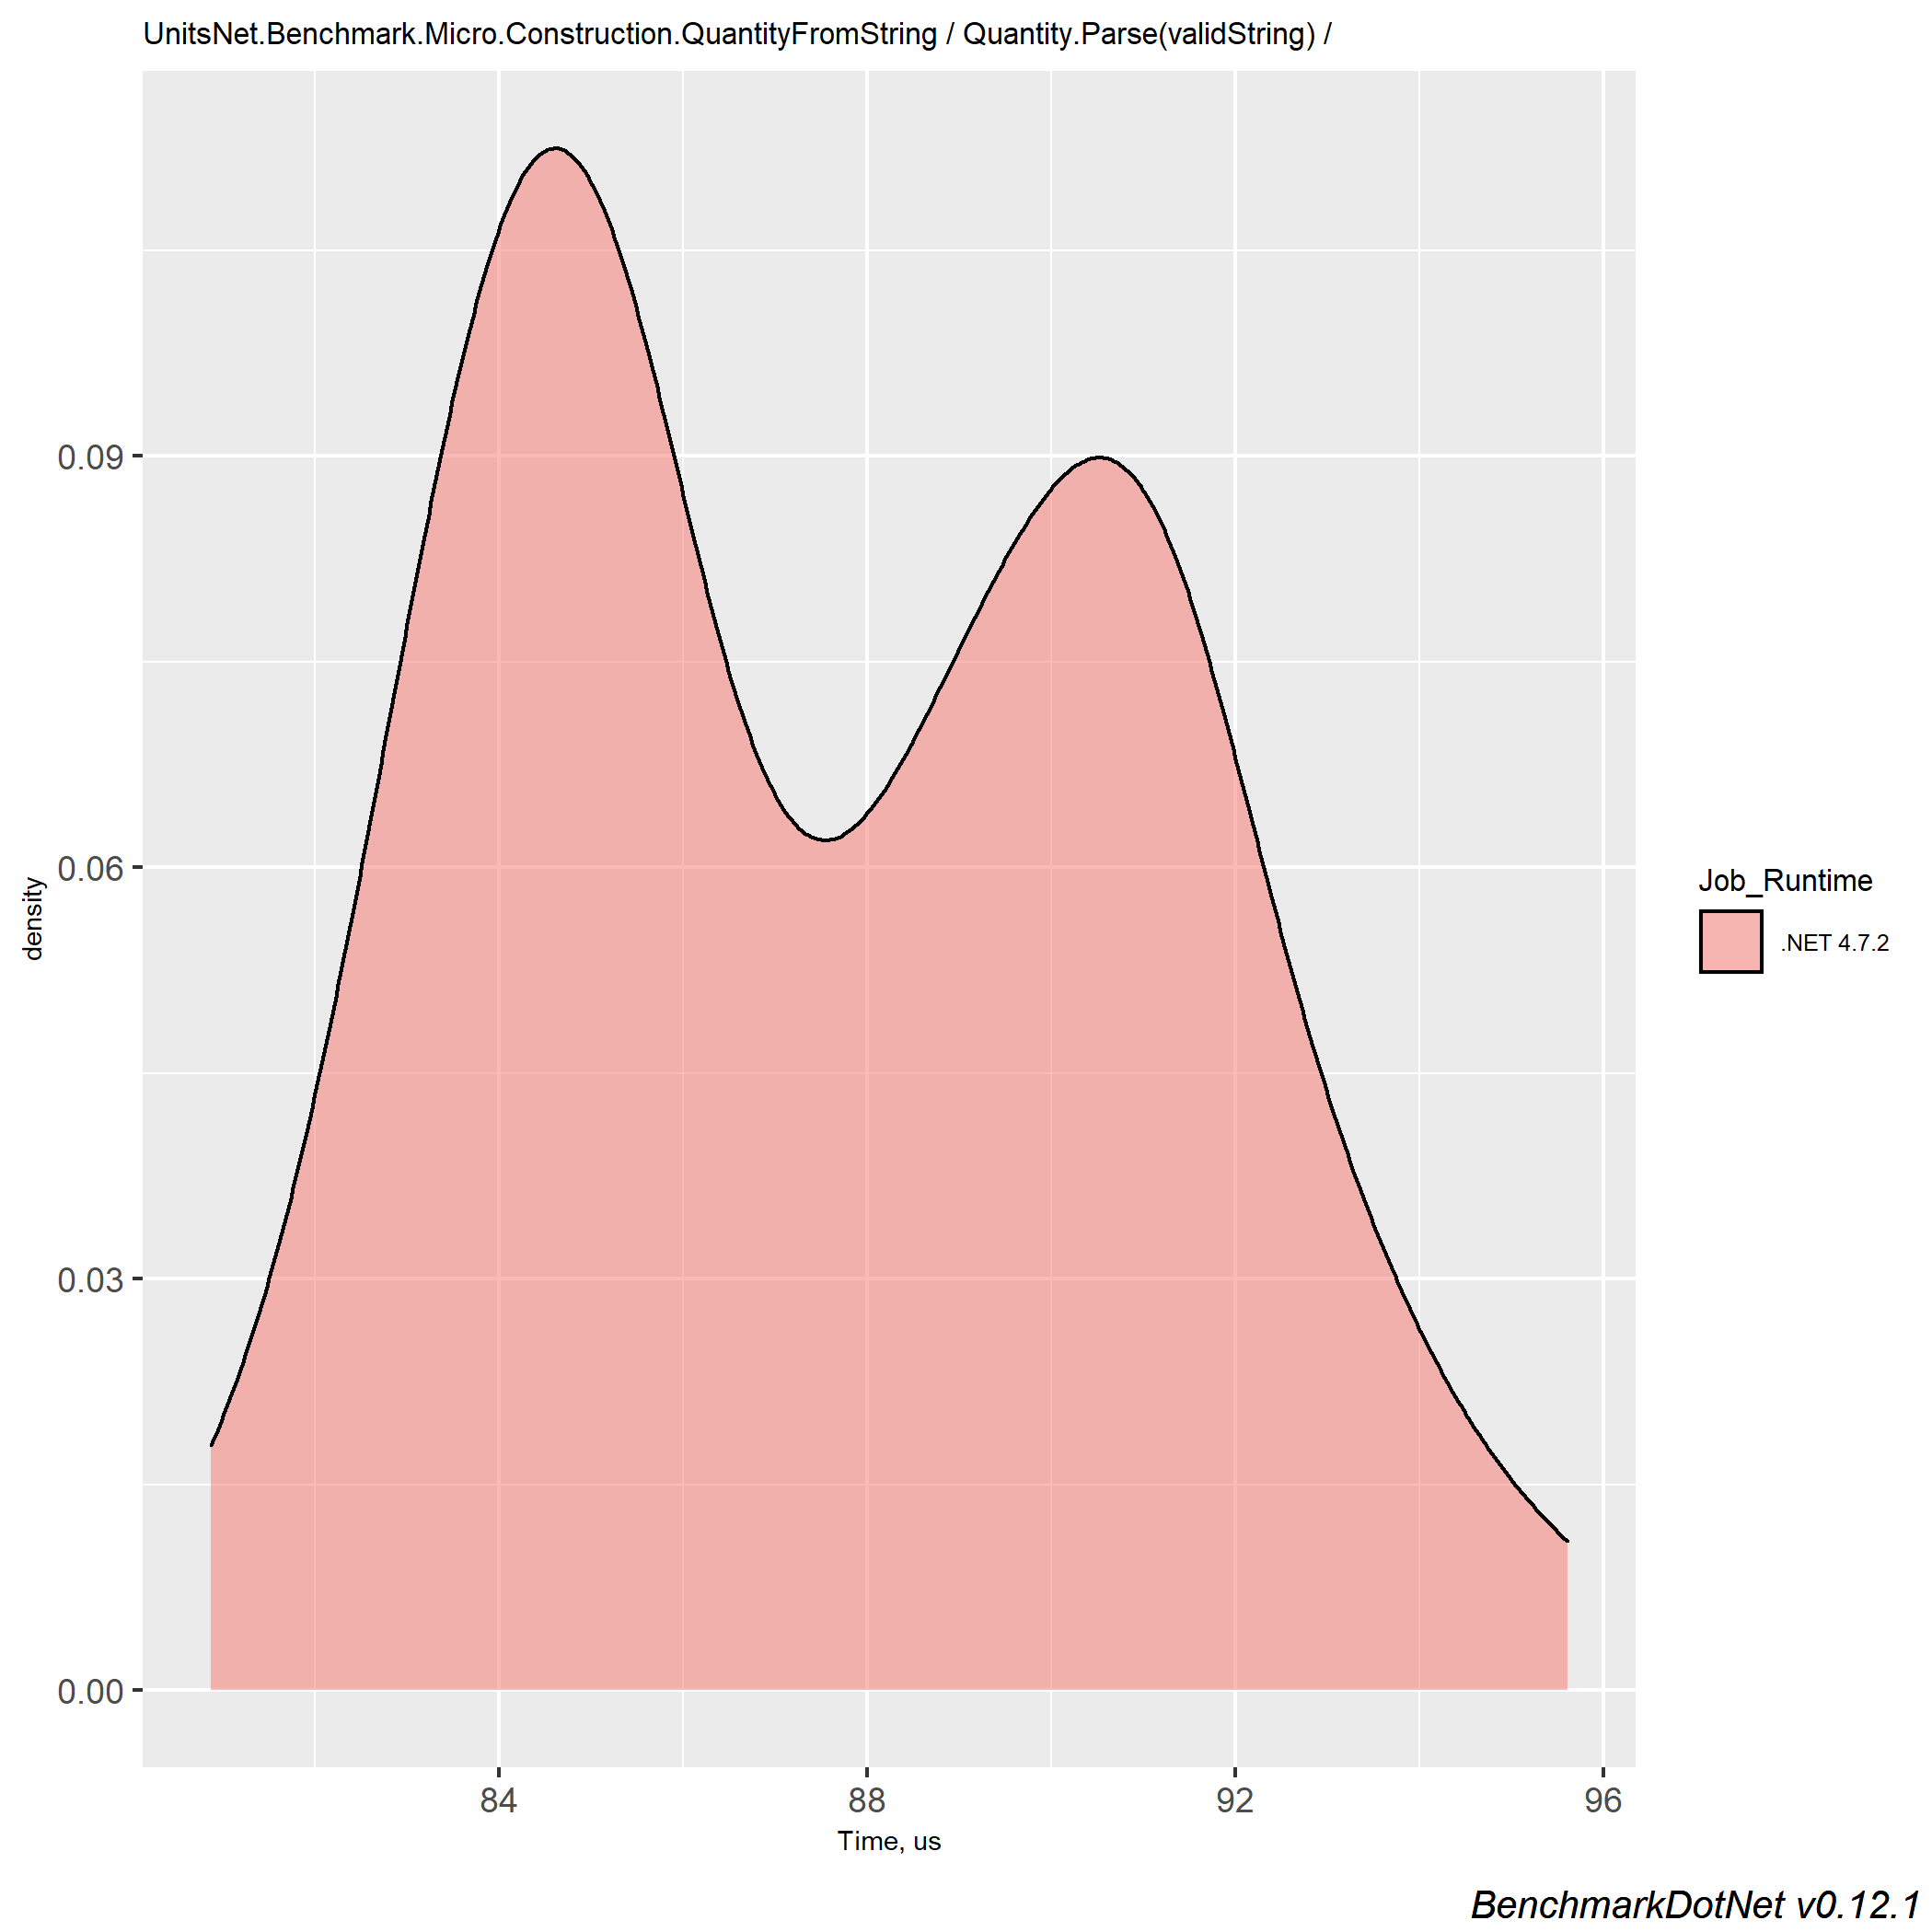 UnitsNet.Benchmark.Micro.Construction.QuantityFromString / Quantity.Parse(validString) /
0.09
0.06
0.03
0.00
density
84 88 92 96
Time, us
Job_Runtime
.NET 4.7.2
BenchmarkDotNet v0.12.1